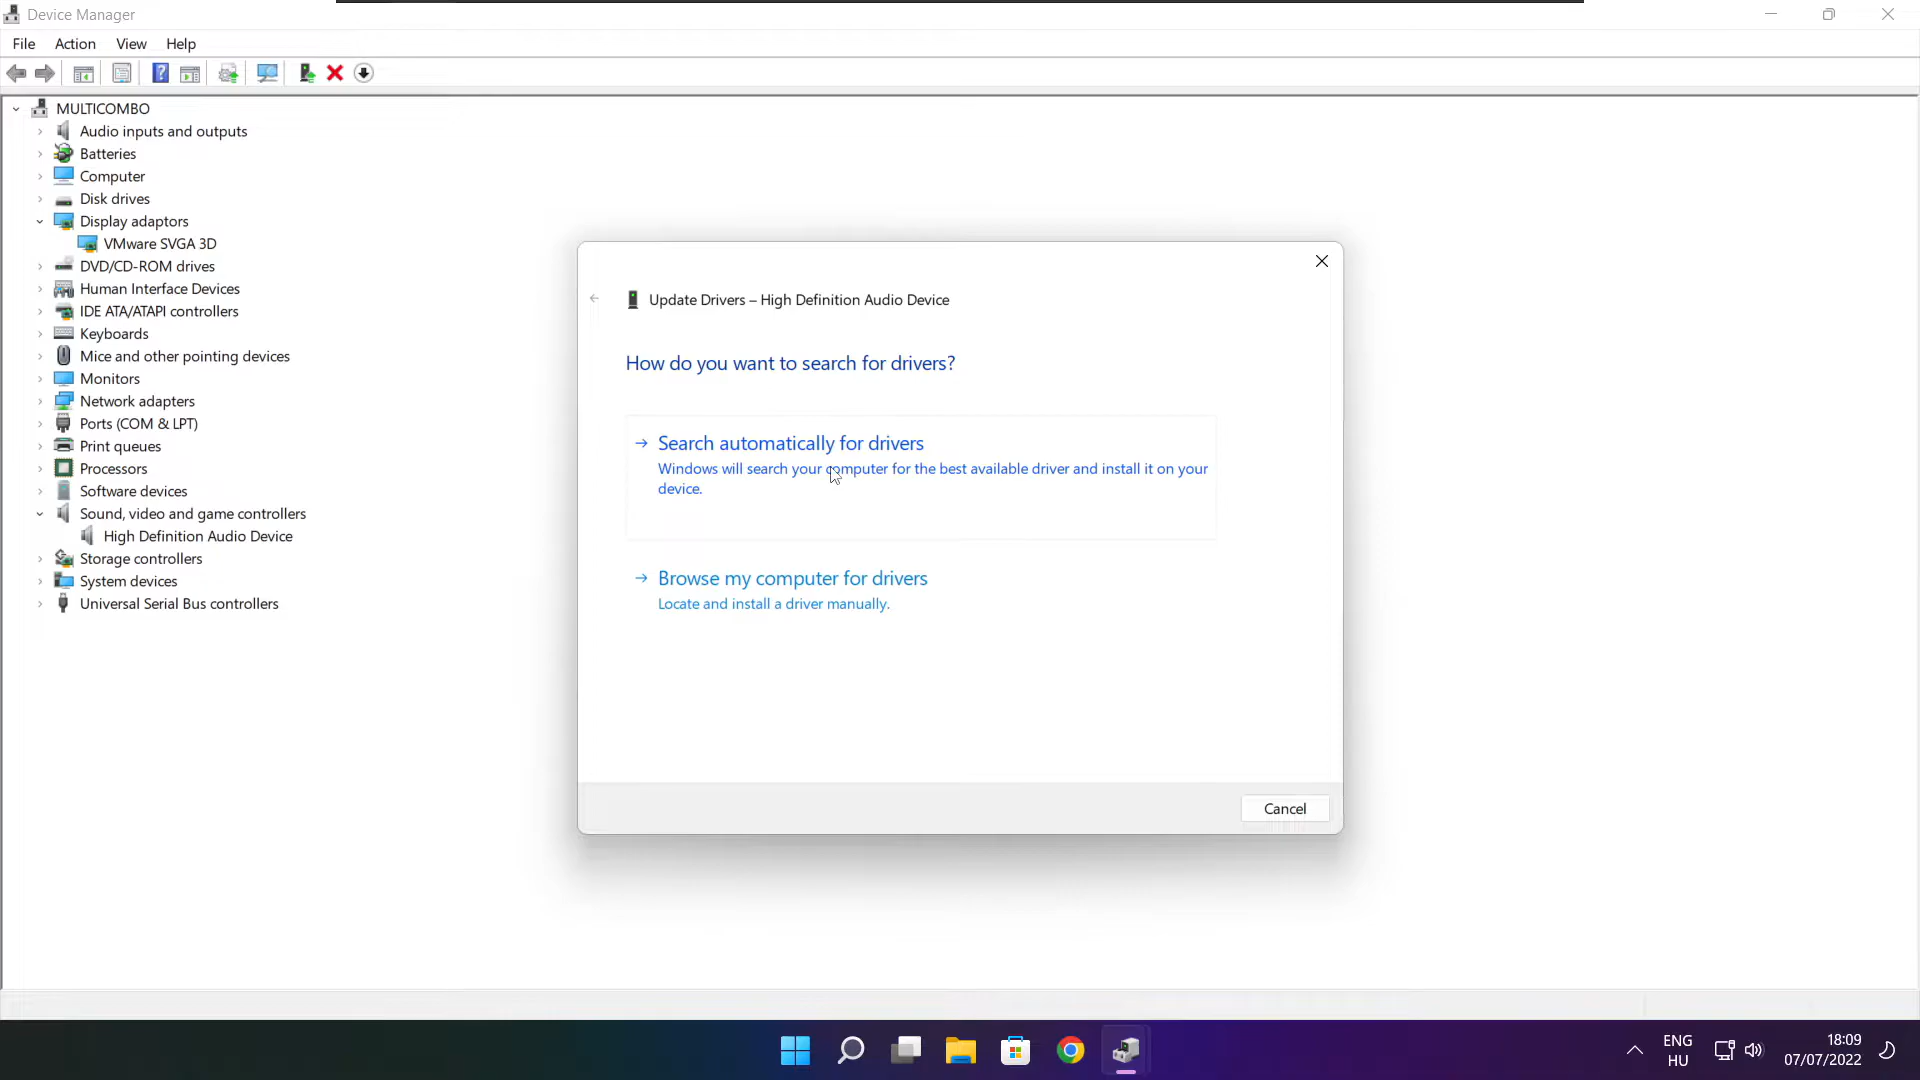 Device Manager
File Action View Help
MULTICOMBO
Audio inputs and outputs
Batteries
Computer
Disk drives
Display adaptors
VMware SVGA 3D
DVD/CD-ROM drives
Human Interface Devices
IDE ATA/ATAPI controllers
Keyboards
Mice and other pointing devices
Monitors
Network adapters
Ports (COM & LPT)
Print queues
Processors
Software devices
Sound, video and game controllers
High Definition Audio Device
Storage controllers
System devices
Universal Serial Bus controllers
Update Drivers – High Definition Audio Device
How do you want to search for drivers?
Search automatically for drivers
Windows will search your computer for the best available driver and install it on your
device.
Browse my computer for drivers
Locate and install a driver manually.
Cancel
ENG
HU
18:09
07/07/2022